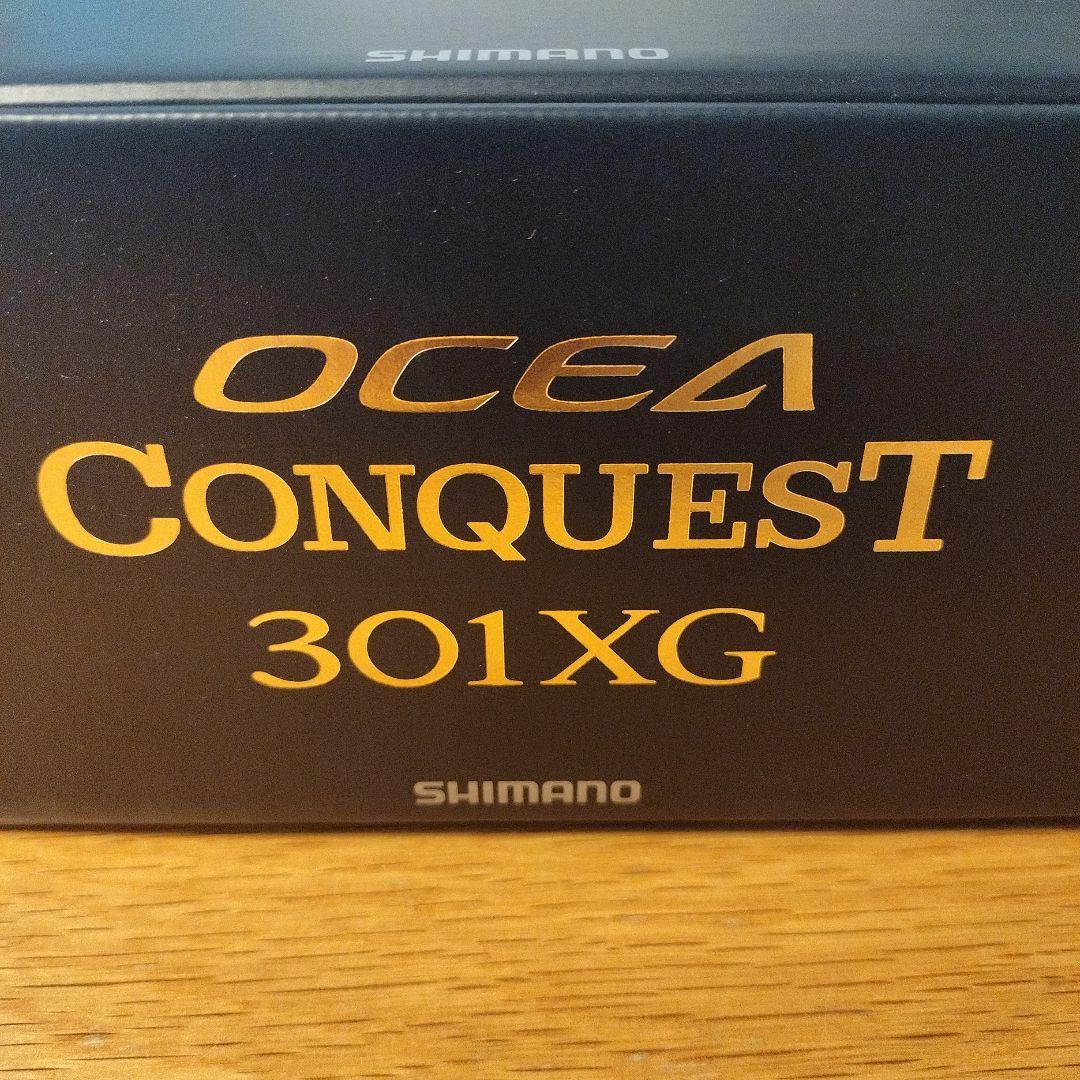 SHIMANO
OCEA
CONQUEST
301XG
SHIMANO